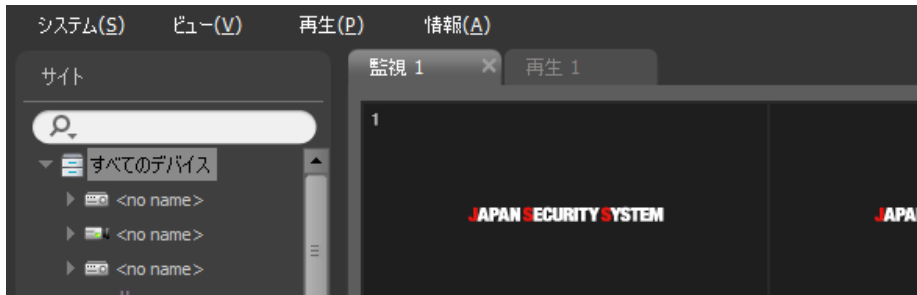 システム(S) ビュー(V) 再生(P) 情報(A)
サイト
監視 1 × 再生 1
すべてのデバイス
<no name>
<no name>
<no name>
1
JAPAN SECURITY SYSTEM
JAPA